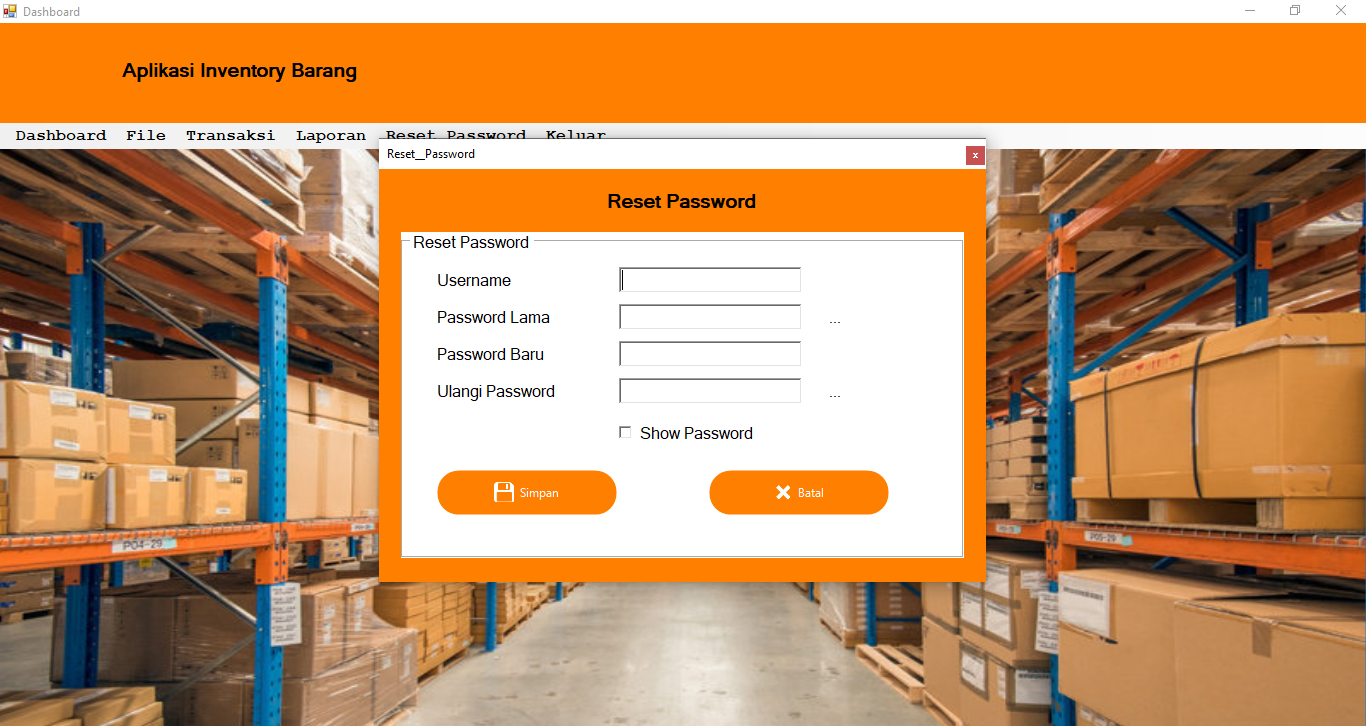 Dashboard
Aplikasi Inventory Barang
Dashboard File Transaksi Laporan Reset Password Keluar
Reset__Password
x
Reset Password
Reset Password
Username
Password Lama ...
Password Baru
Ulangi Password ...
Show Password
Simpan Batal
P04-29
P05-29